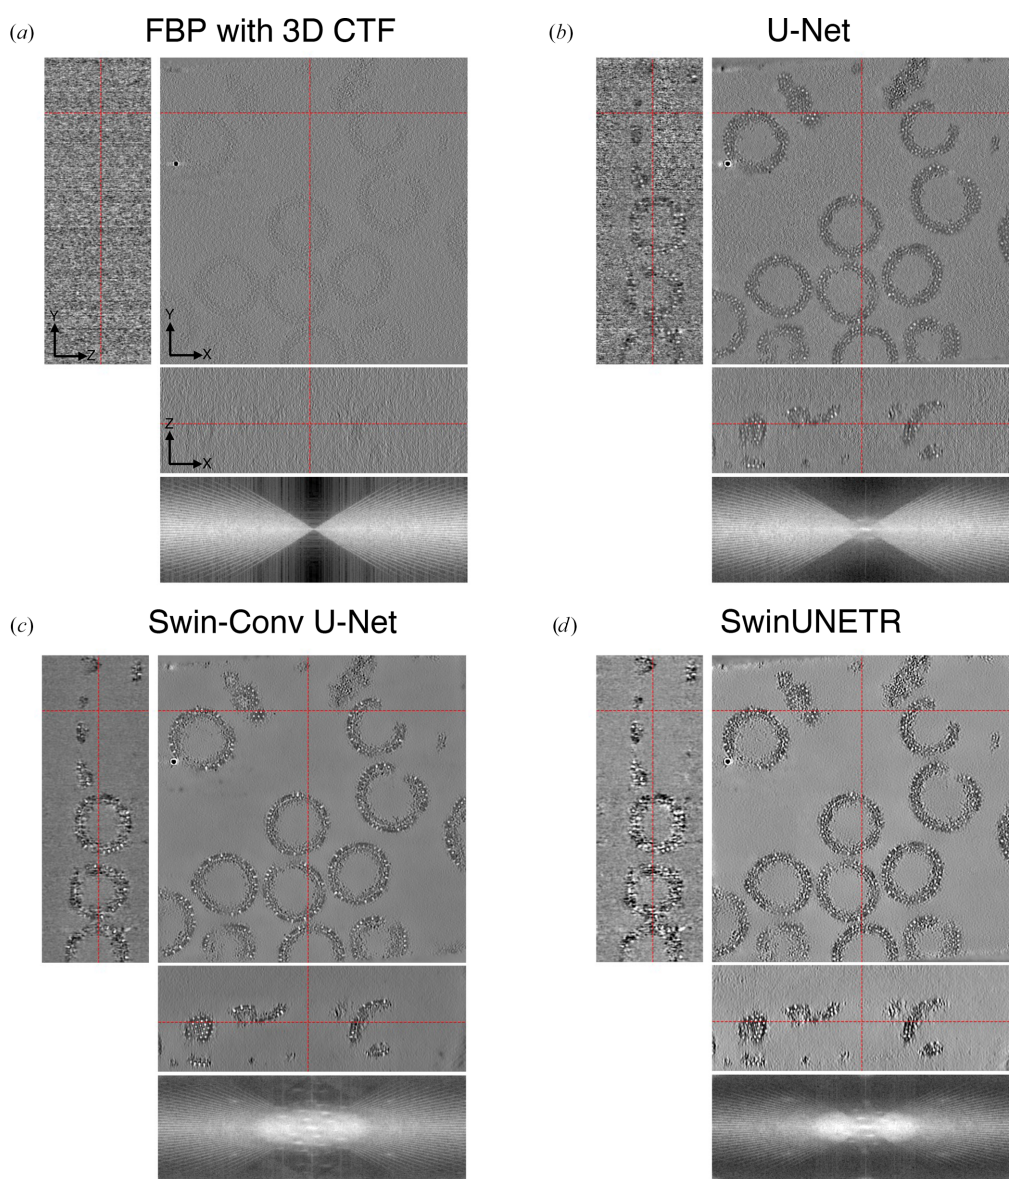 (a) FBP with 3D CTF
(b) U-Net
Y
Z
Y
X
Z
X
(c) Swin-Conv U-Net
(d) SwinUNETR